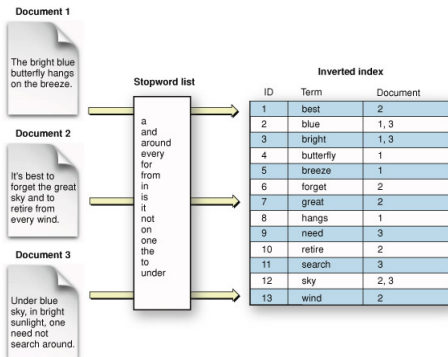 Document 1
The bright blue
butterfly hangs
on the breeze.
Document 2
It's best to
forget the great
sky and to
retire from
every wind.
Document 3
Under blue
sky, in bright
sunlight, one
need not
search around.
Stopword list
a
and
around
every
for
from
in
is
it
not
on
one
the
to
under
Inverted index
ID Term Document
1 best 2
2 blue 1, 3
3 bright 1, 3
4 butterfly 1
5 breeze 1
6 forget 2
7 great 2
8 hangs 1
9 need 3
10 retire 2
11 search 3
12 sky 2, 3
13 wind 2